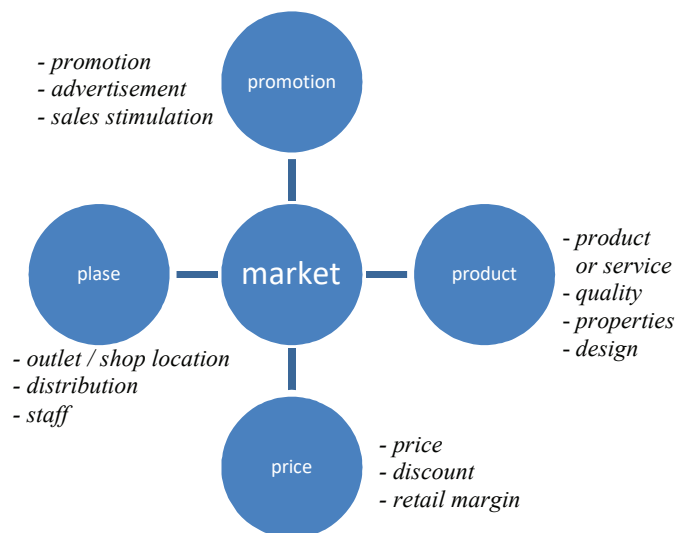 - promotion
- advertisement
- sales stimulation
promotion
plase
market
product
- product
or service
- quality
- properties
- design
- outlet / shop location
- distribution
- staff
price
- price
- discount
- retail margin